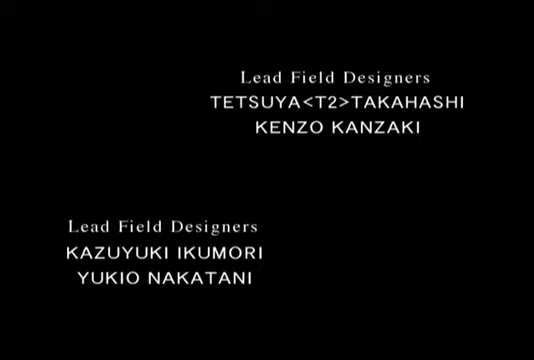 Lead Field Designers
TETSUYA<T2>TAKAHASHI
KENZO KANZAKI
Lead Field Designers
KAZUYUKI IKUMORI
YUKIO NAKATANI